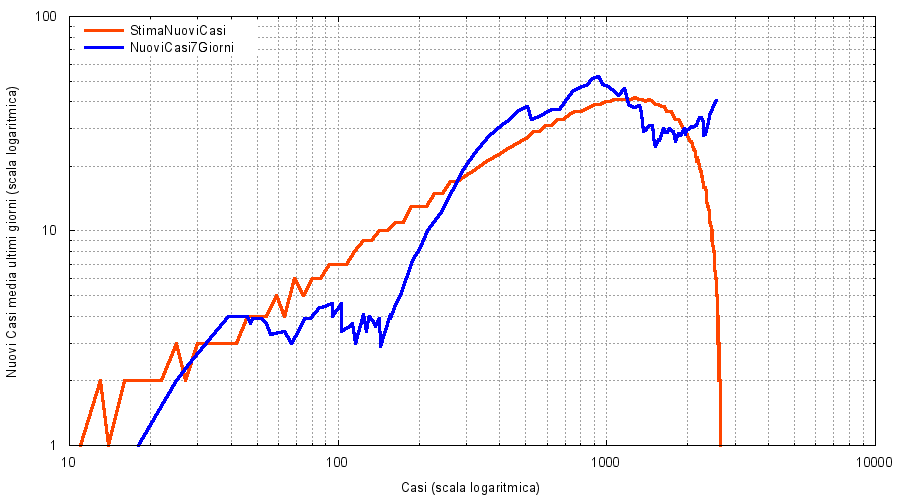 100
StimaNuoviCasi
NuoviCasi7Giorni
Nuovi Casi media ultimi giorni (scala logaritmica)
10
1
10
100
1000
10000
Casi (scala logaritmica)